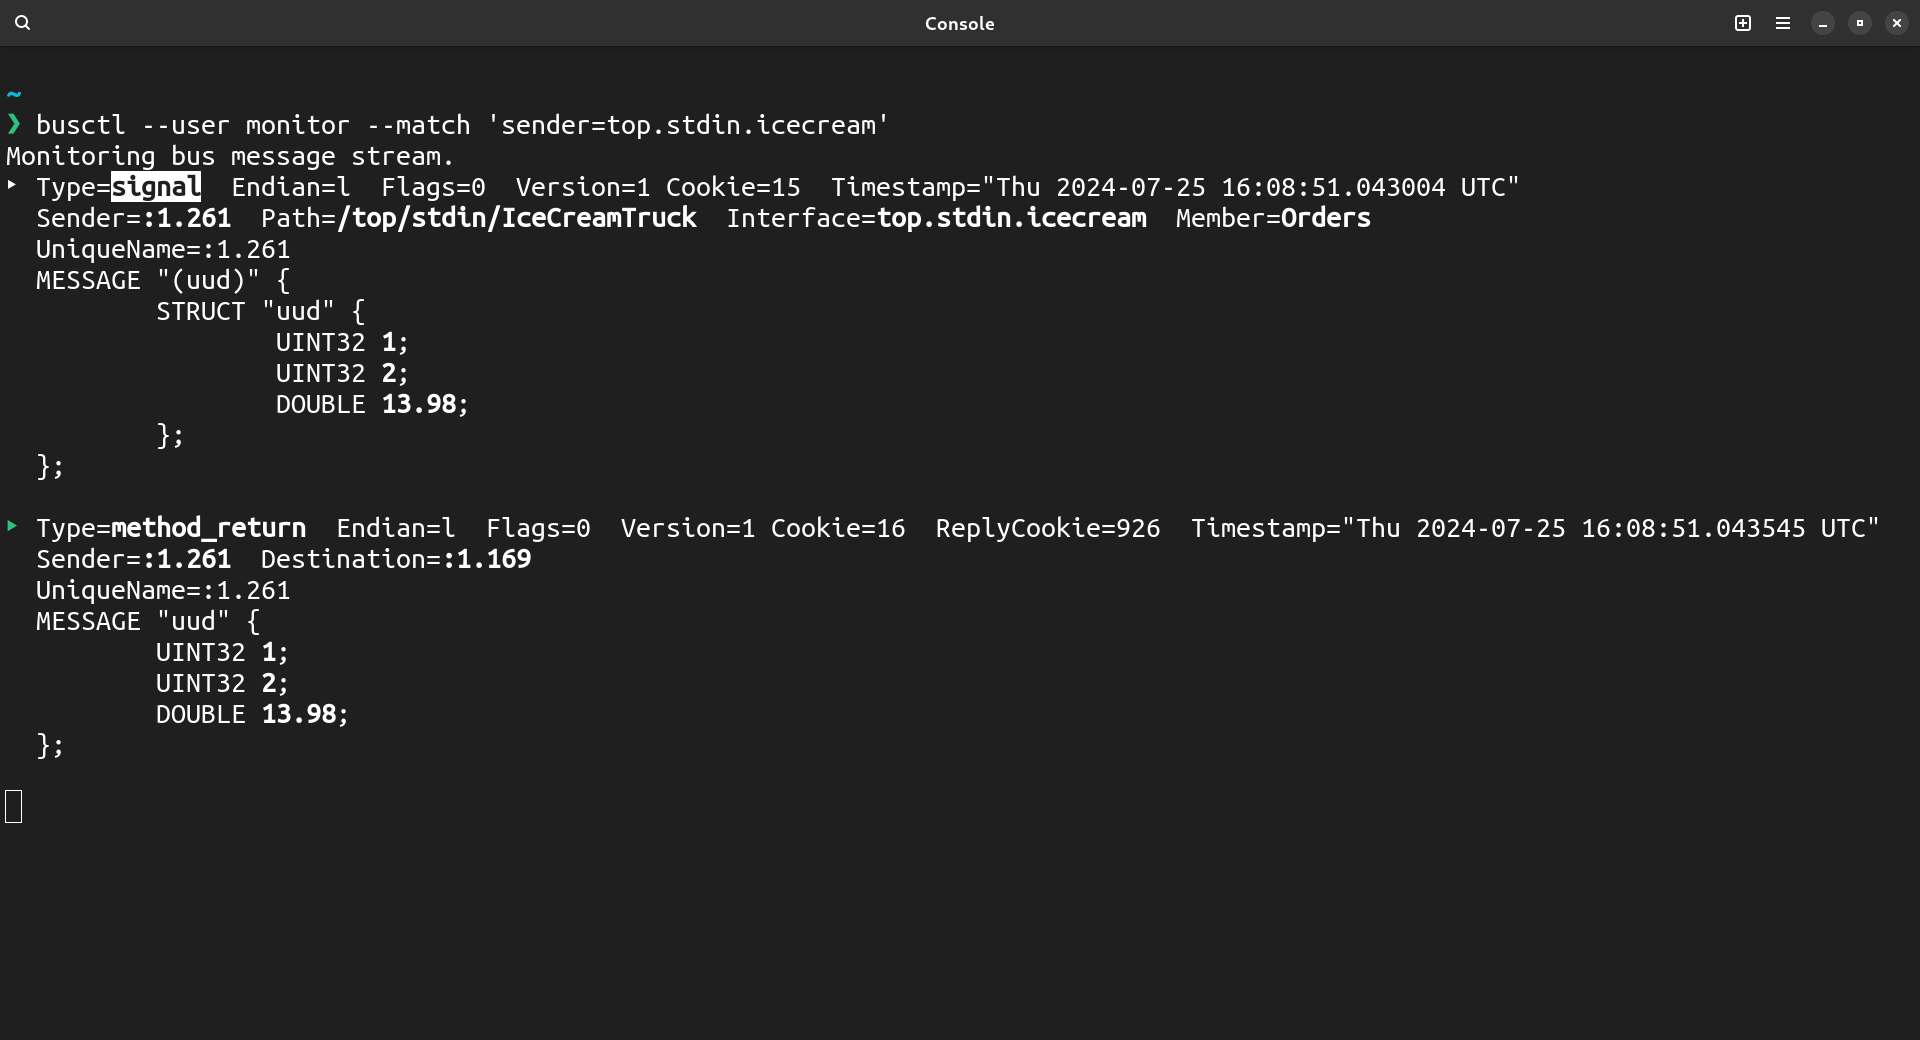 Console
~
❯ busctl --user monitor --match 'sender=top.stdin.icecream'
Monitoring bus message stream.
‣ Type=signal  Endian=l  Flags=0  Version=1 Cookie=15  Timestamp="Thu 2024-07-25 16:08:51.043004 UTC"
  Sender=:1.261  Path=/top/stdin/IceCreamTruck  Interface=top.stdin.icecream  Member=Orders
  UniqueName=:1.261
  MESSAGE "(uud)" {
          STRUCT "uud" {
                  UINT32 1;
                  UINT32 2;
                  DOUBLE 13.98;
          };
  };
‣ Type=method_return  Endian=l  Flags=0  Version=1 Cookie=16  ReplyCookie=926  Timestamp="Thu 2024-07-25 16:08:51.043545 UTC"
  Sender=:1.261  Destination=:1.169
  UniqueName=:1.261
  MESSAGE "uud" {
          UINT32 1;
          UINT32 2;
          DOUBLE 13.98;
  };